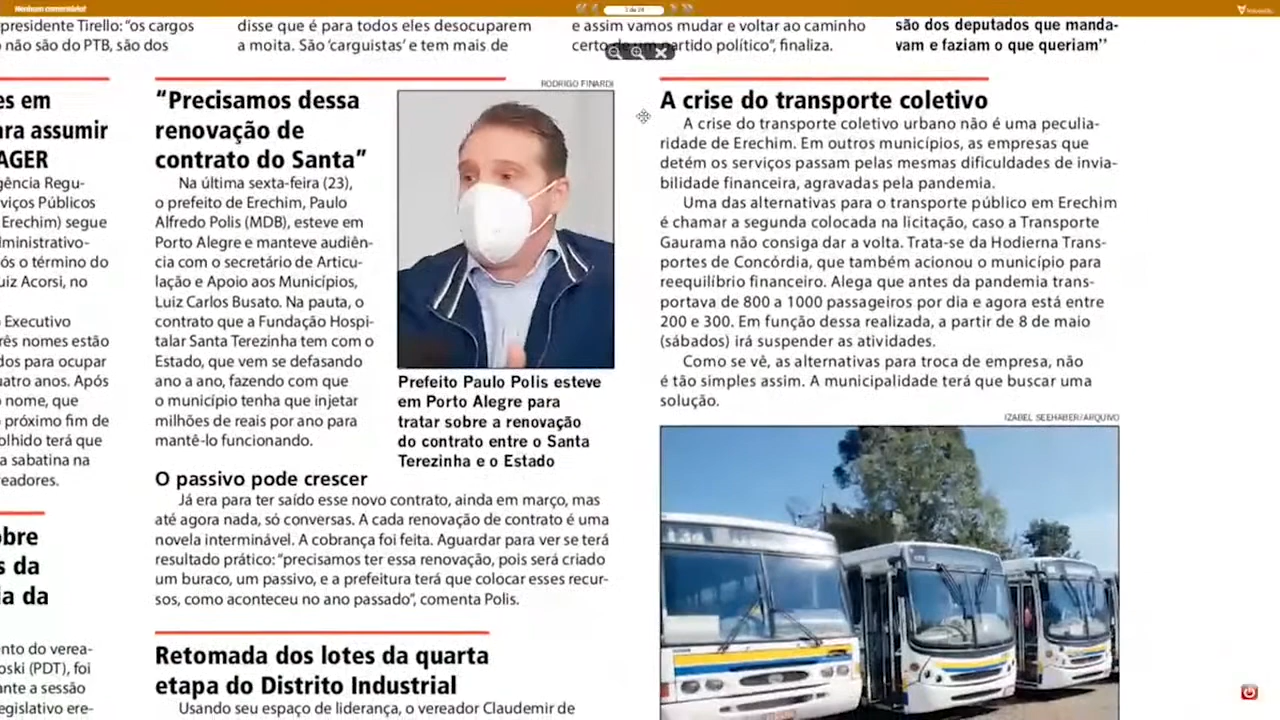 Nenhum comentário!
presidente Tirello: “os cargos
não são do PTB, são dos
disse que é para todos eles desocuparem
a moita. São ‘carguistas’ e tem mais de
e assim vamos mudar e voltar ao caminho
certo de um partido político”, finaliza.
são dos deputados que manda-
vam e faziam o que queriam’’
es em
ara assumir
AGER
gência Regu-
viços Públicos
Erechim) segue
dministrativo-
ós o término do
uiz Acorsi, no
Executivo
rês nomes estão
dos para ocupar
uatro anos. Após
nome, que
próximo fim de
olhido terá que
a sabatina na
eadores.
obre
s da
ia da
nto do verea-
oski (PDT), foi
ante a sessão
egislativo ere-
“Precisamos dessa
renovação de
contrato do Santa”
Na última sexta-feira (23),
o prefeito de Erechim, Paulo
Alfredo Polis (MDB), esteve em
Porto Alegre e manteve audiên-
cia com o secretário de Articu-
lação e Apoio aos Municípios,
Luiz Carlos Busato. Na pauta, o
contrato que a Fundação Hospi-
talar Santa Terezinha tem com o
Estado, que vem se defasando
ano a ano, fazendo com que
o município tenha que injetar
milhões de reais por ano para
mantê-lo funcionando.
RODRIGO FINARDI
Prefeito Paulo Polis esteve
em Porto Alegre para
tratar sobre a renovação
do contrato entre o Santa
Terezinha e o Estado
O passivo pode crescer
Já era para ter saído esse novo contrato, ainda em março, mas
até agora nada, só conversas. A cada renovação de contrato é uma
novela interminável. A cobrança foi feita. Aguardar para ver se terá
resultado prático: “precisamos ter essa renovação, pois será criado
um buraco, um passivo, e a prefeitura terá que colocar esses recur-
sos, como aconteceu no ano passado”, comenta Polis.
Retomada dos lotes da quarta
etapa do Distrito Industrial
Usando seu espaço de liderança, o vereador Claudemir de
A crise do transporte coletivo
A crise do transporte coletivo urbano não é uma peculia-
ridade de Erechim. Em outros municípios, as empresas que
detém os serviços passam pelas mesmas dificuldades de invia-
bilidade financeira, agravadas pela pandemia.
Uma das alternativas para o transporte público em Erechim
é chamar a segunda colocada na licitação, caso a Transporte
Gaurama não consiga dar a volta. Trata-se da Hodierna Trans-
portes de Concórdia, que também acionou o município para
reequilíbrio financeiro. Alega que antes da pandemia trans-
portava de 800 a 1000 passageiros por dia e agora está entre
200 e 300. Em função dessa realizada, a partir de 8 de maio
(sábados) irá suspender as atividades.
Como se vê, as alternativas para troca de empresa, não
é tão simples assim. A municipalidade terá que buscar uma
solução.
IZABEL SEEHABER/ARQUIVO